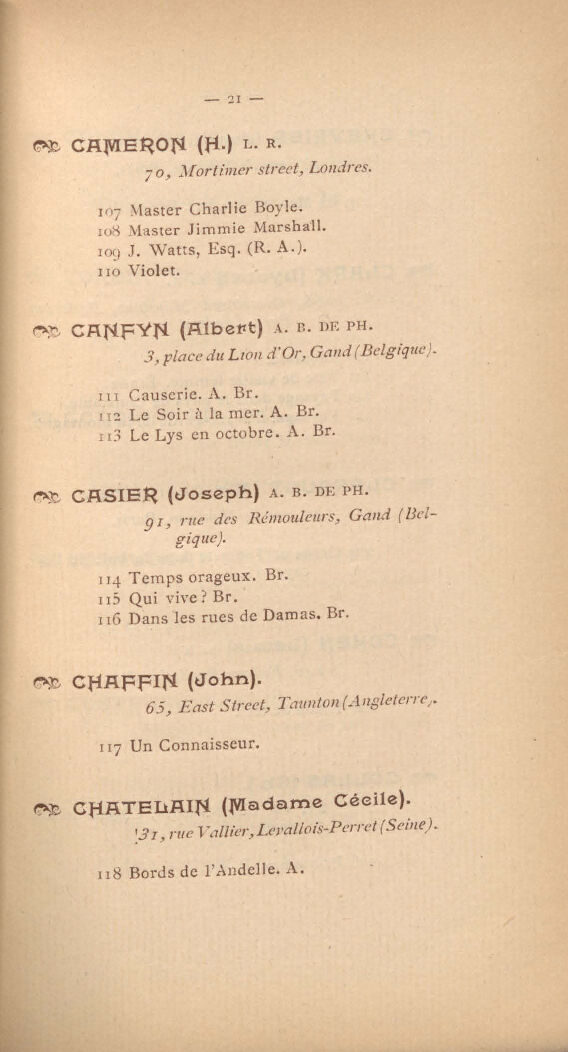 — 21 —
CAMERON (H.) L. R.
70, Mortimer street, Londres.
107 Master Charlie Boyle.
108 Master Jimmie Marshall.
109 J. Watts, Esq. (R. A.).
110 Violet.
CANFYN (Albert) A. B. DE PH.
3, place du Lion d'Or, Gand (Belgique).
111 Causerie. A. Br.
112 Le Soir à la mer. A. Br.
113 Le Lys en octobre. A. Br.
CASIER (Joseph) A. B. DE PH.
91, rue des Rémouleurs, Gand (Bel-
gique).
114 Temps orageux. Br.
115 Qui vive? Br.
116 Dans les rues de Damas. Br.
CHAFFIN (John).
65, East Street, Taunton (Angleterre).
117 Un Connaisseur.
CHATELAIN (Madame Cécile).
131, rue Vallier, Levallois-Perret (Seine).
118 Bords de l'Andelle. A.